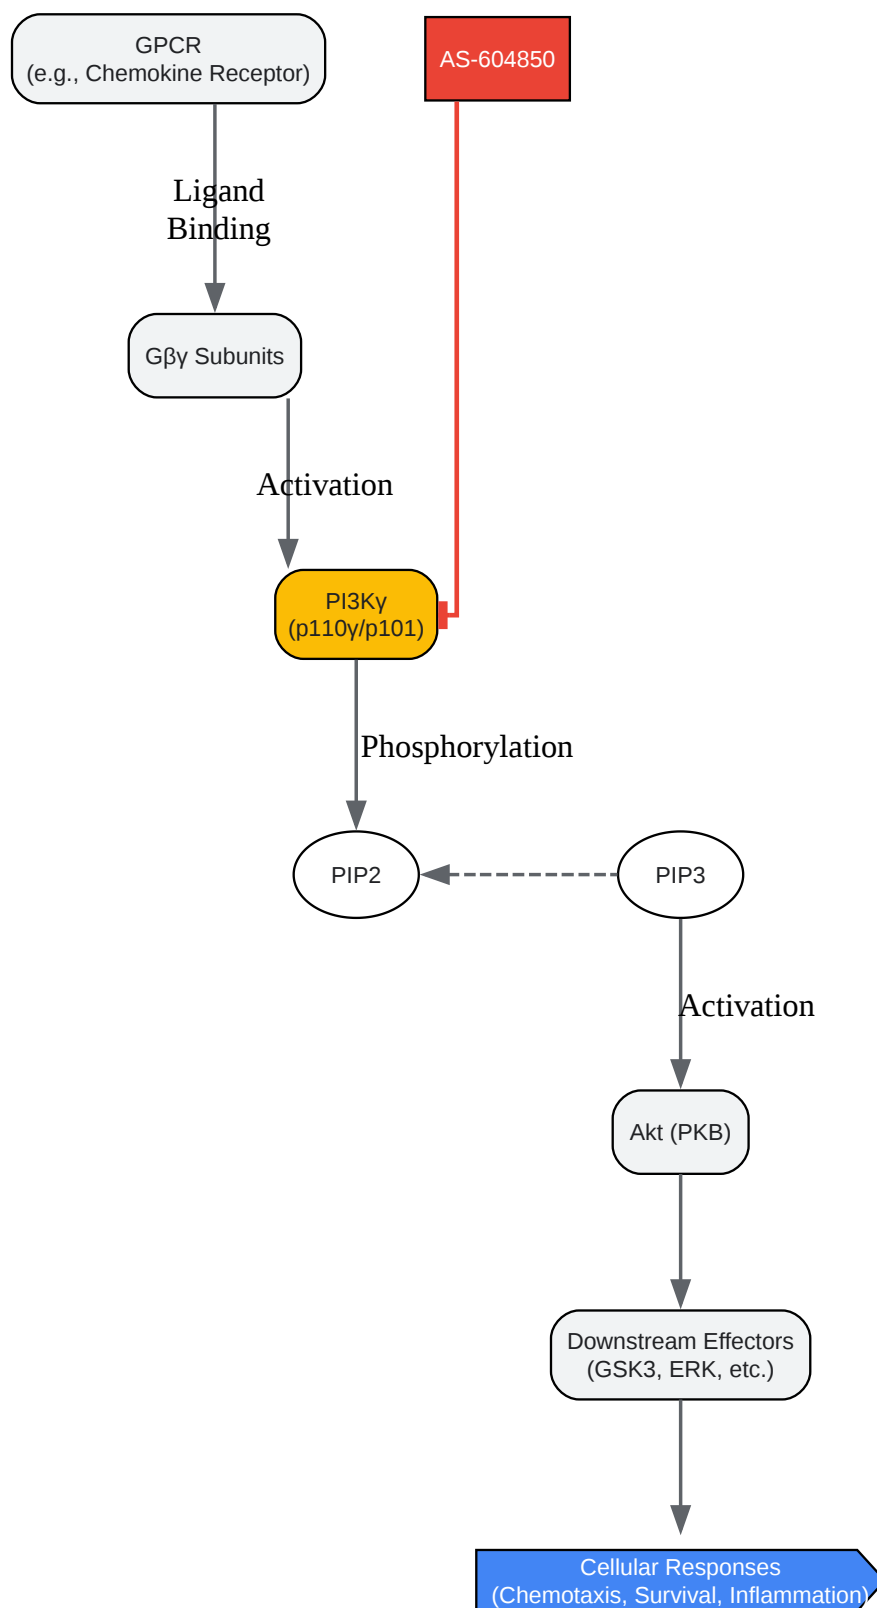 GPCR
(e.g., Chemokine Receptor)
AS-604850
Ligand
Binding
Gβγ Subunits
Activation
PI3Kγ
(p110γ/p101)
Phosphorylation
PIP2
PIP3
Activation
Akt (PKB)
Downstream Effectors
(GSK3, ERK, etc.)
Cellular Responses
(Chemotaxis, Survival, Inflammation)